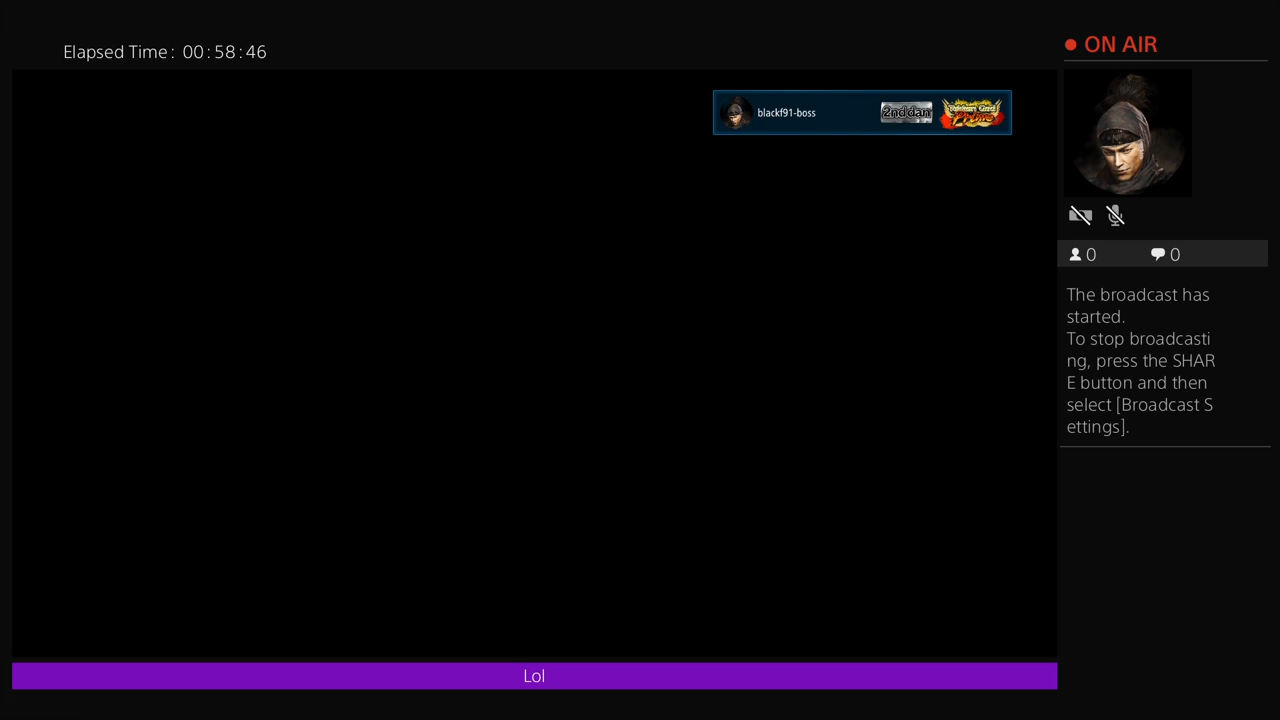 Elapsed Time: 00:58:46
ON AIR
blackf91-boss
2nd dan
Prime
0
0
The broadcast has
started.
To stop broadcasti
ng, press the SHAR
E button and then
select [Broadcast S
ettings].
Lol